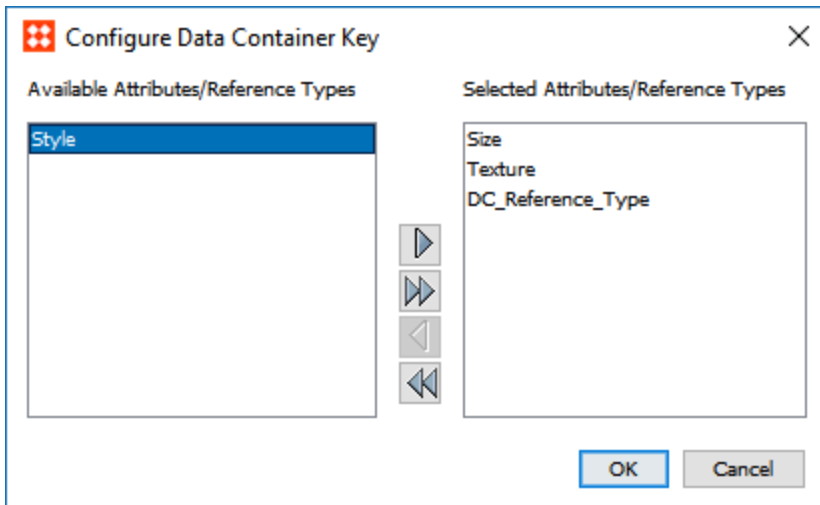 Configure Data Container Key
Available Attributes/Reference Types
Selected Attributes/Reference Types
Style
Size
Texture
DC_Reference_Type
OK
Cancel